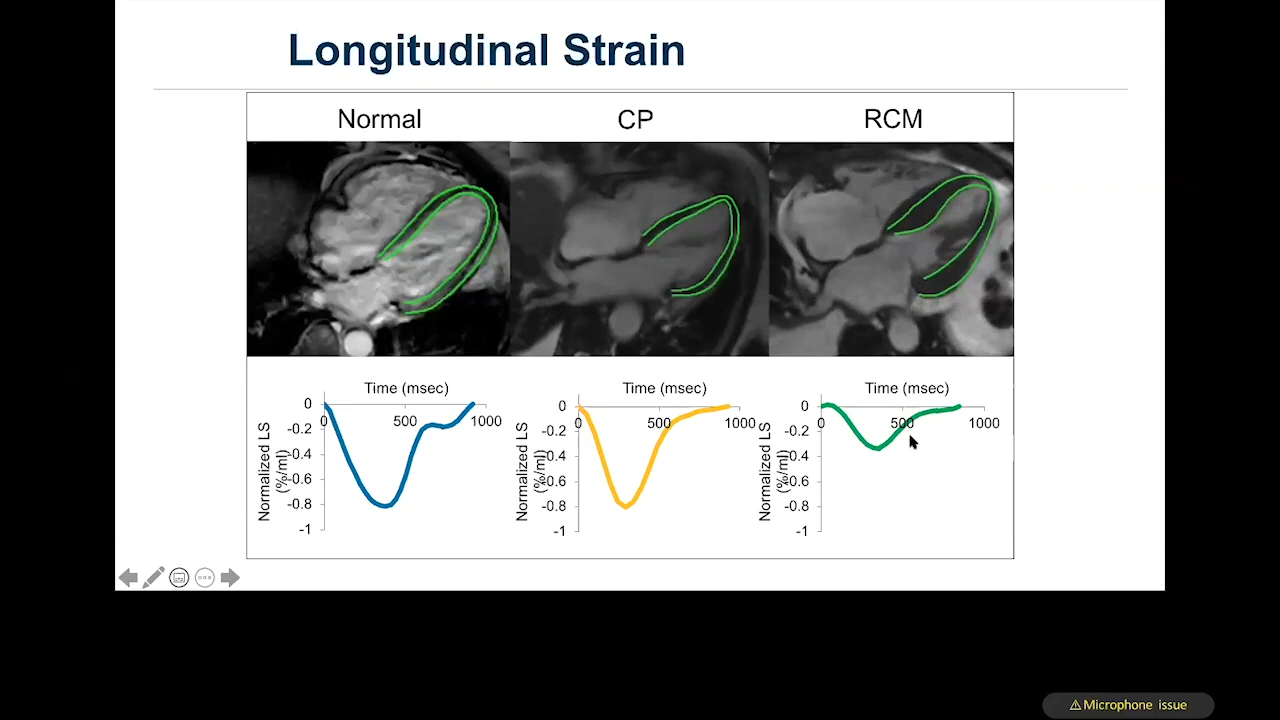 Longitudinal Strain
Normal
CP
RCM
Time (msec)
0
-0.2
-0.4
-0.6
-0.8
-1
0
500
1000
Normalized LS
(%/ml)
Time (msec)
0
-0.2
-0.4
-0.6
-0.8
-1
0
500
1000
Normalized LS
(%/ml)
Time (msec)
0
-0.2
-0.4
-0.6
-0.8
-1
0
500
1000
Normalized LS
(%/ml)
⚠Microphone issue